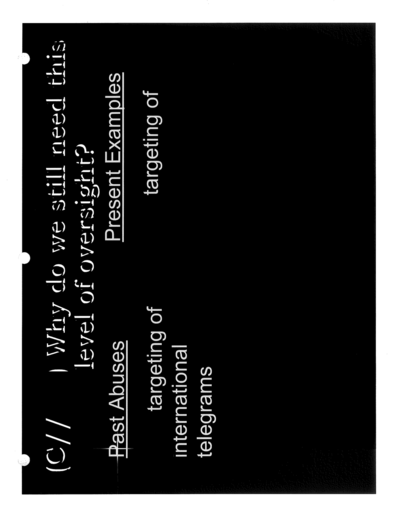 (C// ) Why do we still need this
level of oversight?
Past Abuses
targeting of
international
telegrams
Present Examples
targeting of